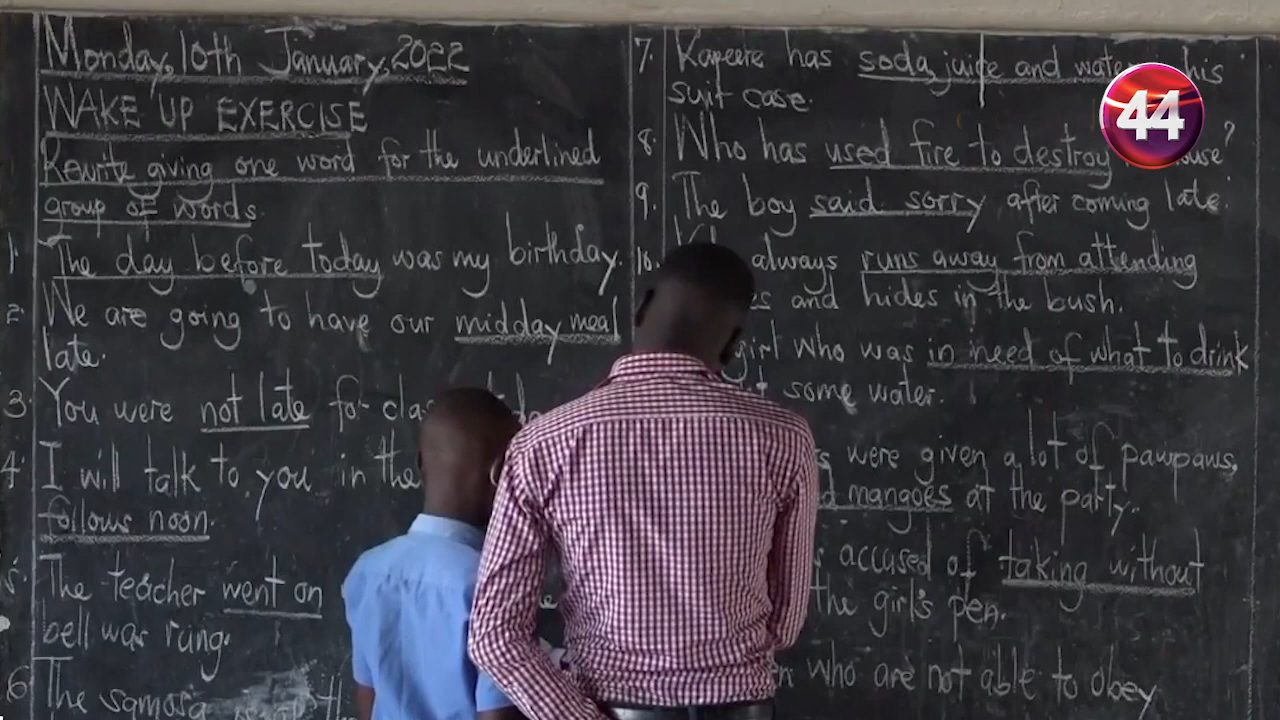 Monday, 10th January, 2022
WAKE UP EXERCISE
Rewrite giving one word for the underlined
group of words.
1. The day before today was my birthday.
2. We are going to have our midday meal
late.
3. You were not late for
4. I will talk to you in the
follows noon.
The teacher went on
bell was rung.
6. The samosa
7. Kapere has soda, juice and water his
suit case.
8. Who has used fire to destroy ?
9. The boy said sorry after coming late.
10. always runs away from attending
and hides in the bush.
girl who was in need of what to drink
some water.
were given a lot of pawpaws,
mangoes at the party.
accused of taking without
the girl's pen.
who are not able to obey
44